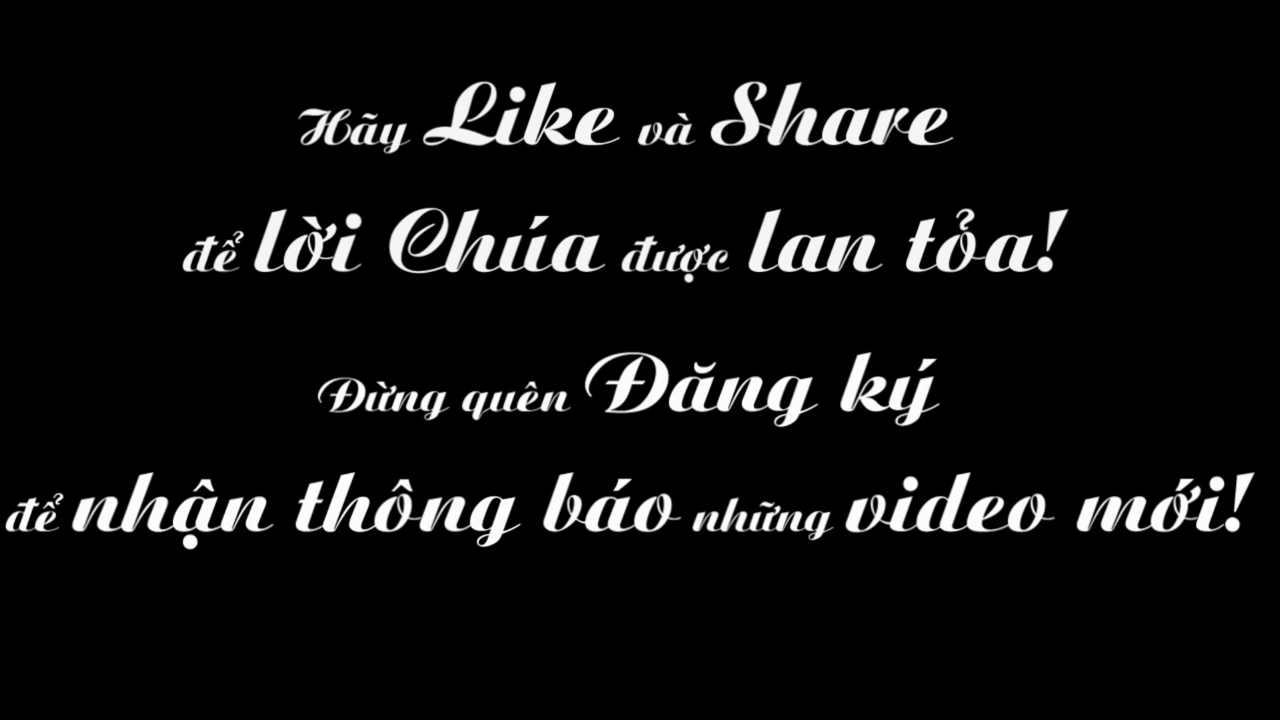 Hãy Like và Share
để lời Chúa được lan tỏa!
Đừng quên Đăng ký
để nhận thông báo những video mới!